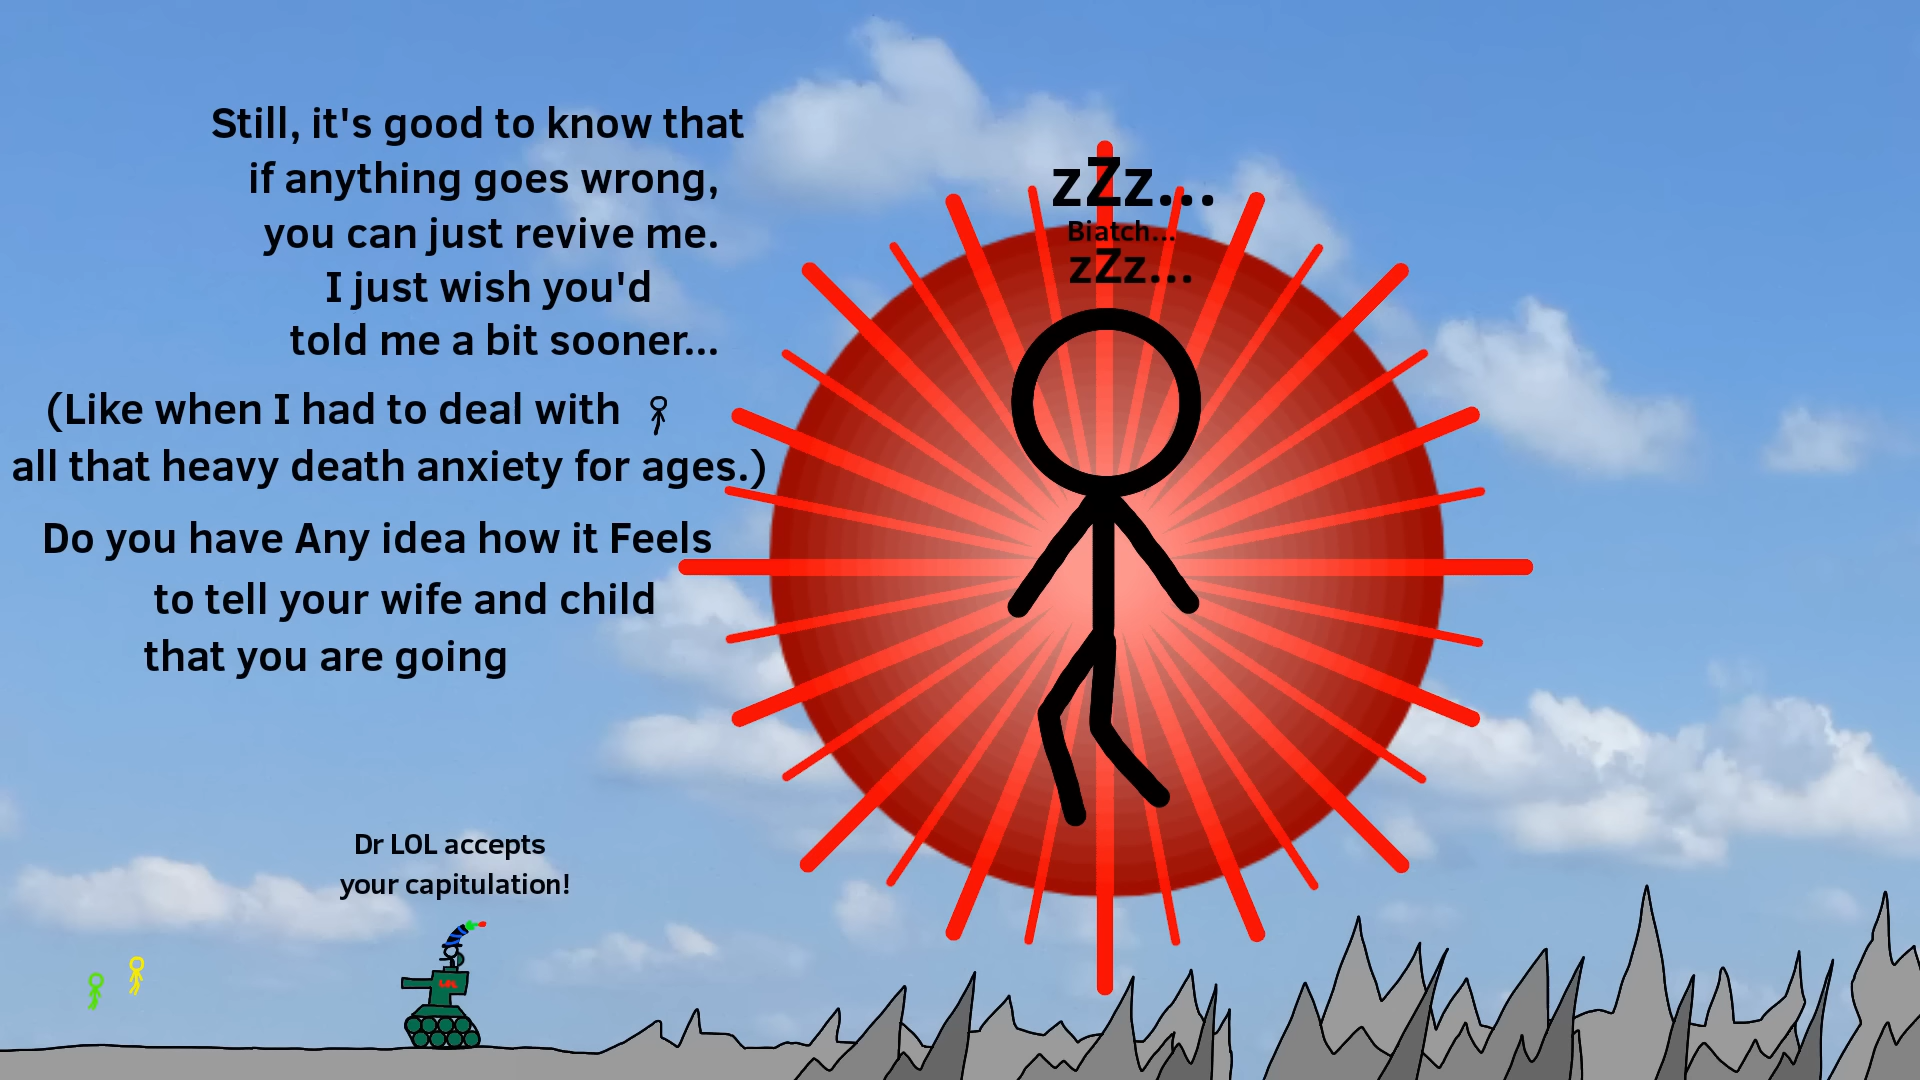 Still, it's good to know that
if anything goes wrong,
you can just revive me.
I just wish you'd
told me a bit sooner...
(Like when I had to deal with
all that heavy death anxiety for ages.)
Do you have Any idea how it Feels
to tell your wife and child
that you are going
zZz...
Biatch...
zZz...
Dr LOL accepts
your capitulation!
LOL